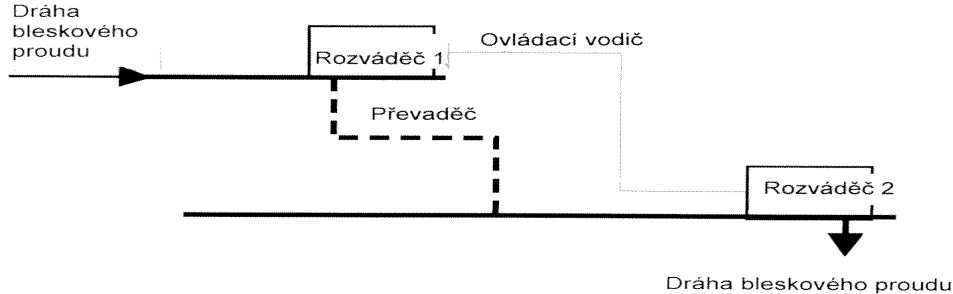 Dráha
bleskového
proudu
Rozváděč 1
Ovládací vodič
Převaděč
Rozváděč 2
Dráha bleskového proudu